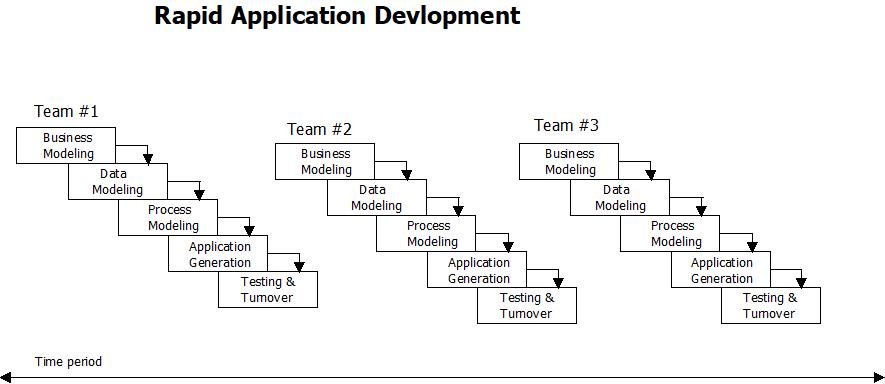 Rapid Application Devlopment
Team #1
Business
Modeling
Data
Modeling
Process
Modeling
Application
Generation
Testing &
Turnover
Team #2
Business
Modeling
Data
Modeling
Process
Modeling
Application
Generation
Testing &
Turnover
Team #3
Business
Modeling
Data
Modeling
Process
Modeling
Application
Generation
Testing &
Turnover
Time period